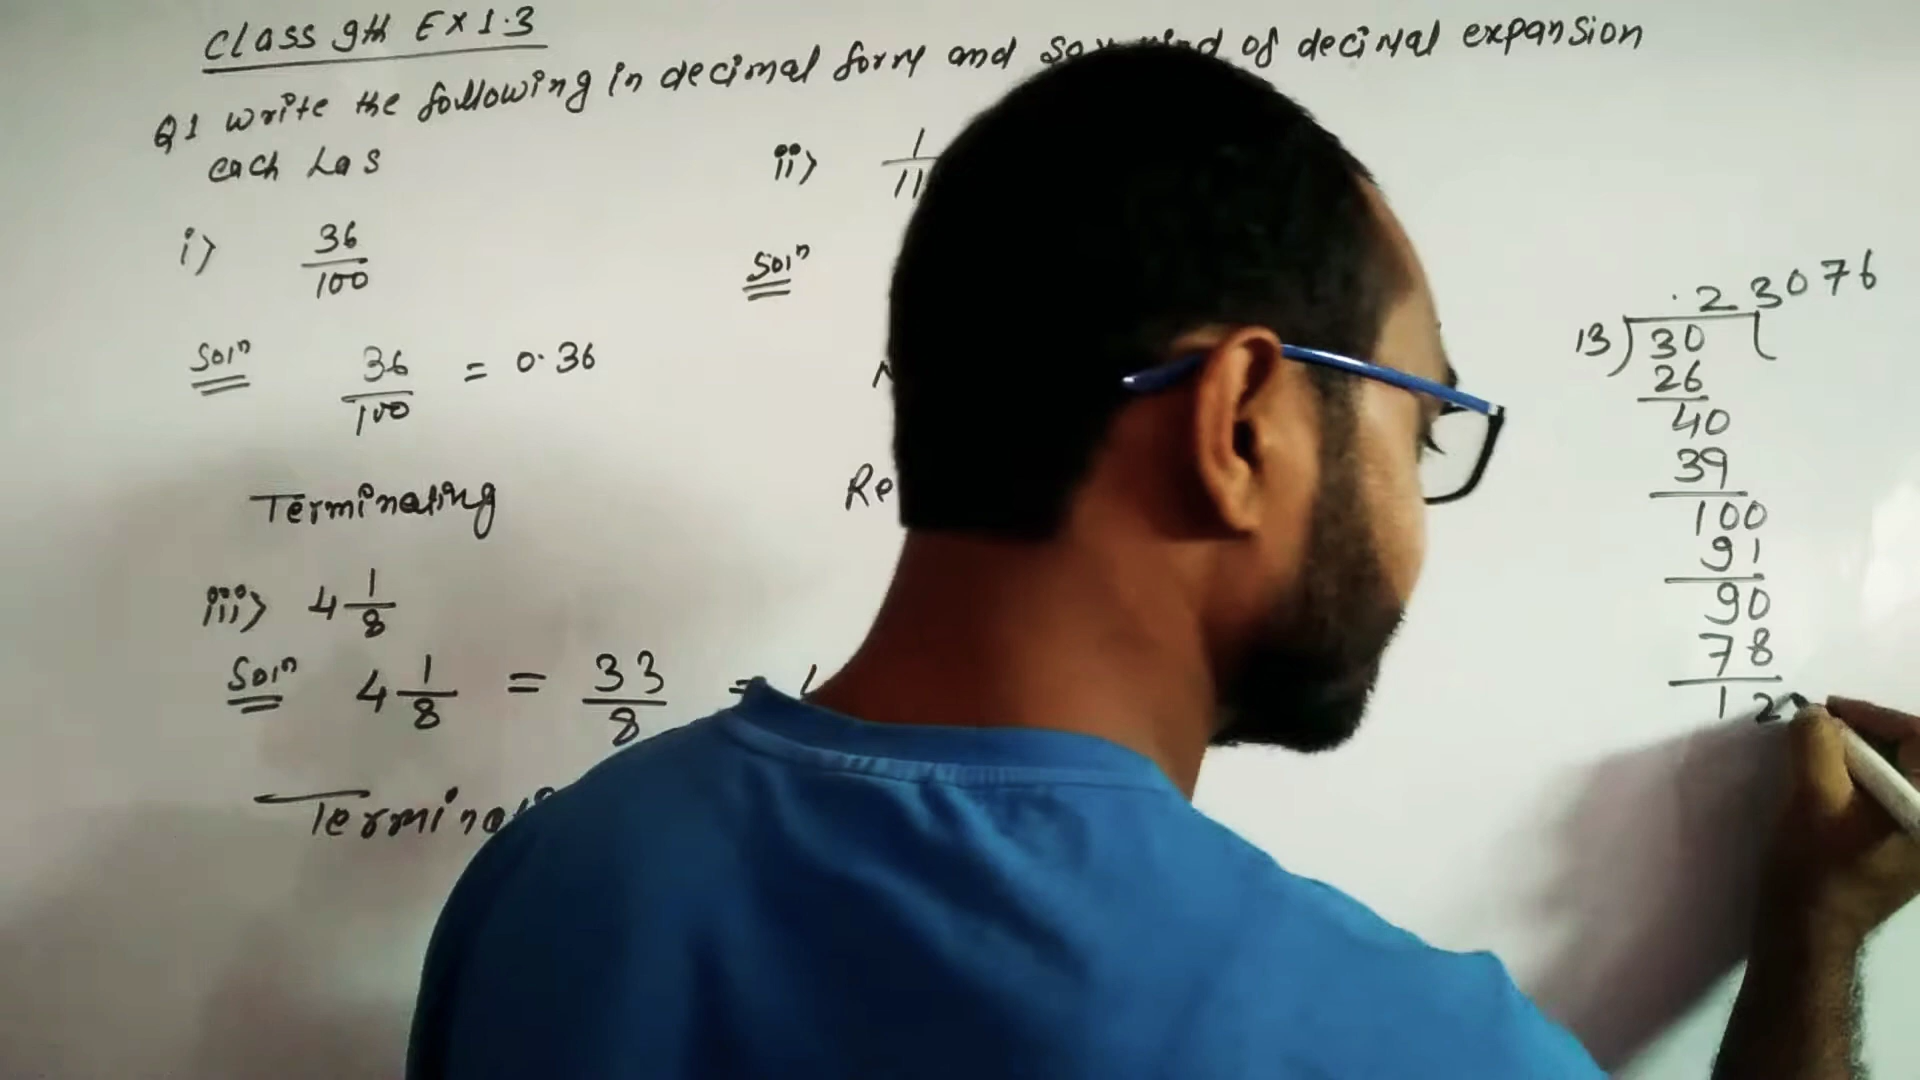 Class 9th EX 1.3
Q1 Write the following in decimal form and of decimal expansion
each has
i) 36/100
Soln 36/100 = 0.36
Terminating
ii) 1/11
Soln
Re
iii) 4 1/8
Soln 4 1/8 = 33/8 =
.23076
13) 30
26
40
39
100
91
90
78
12